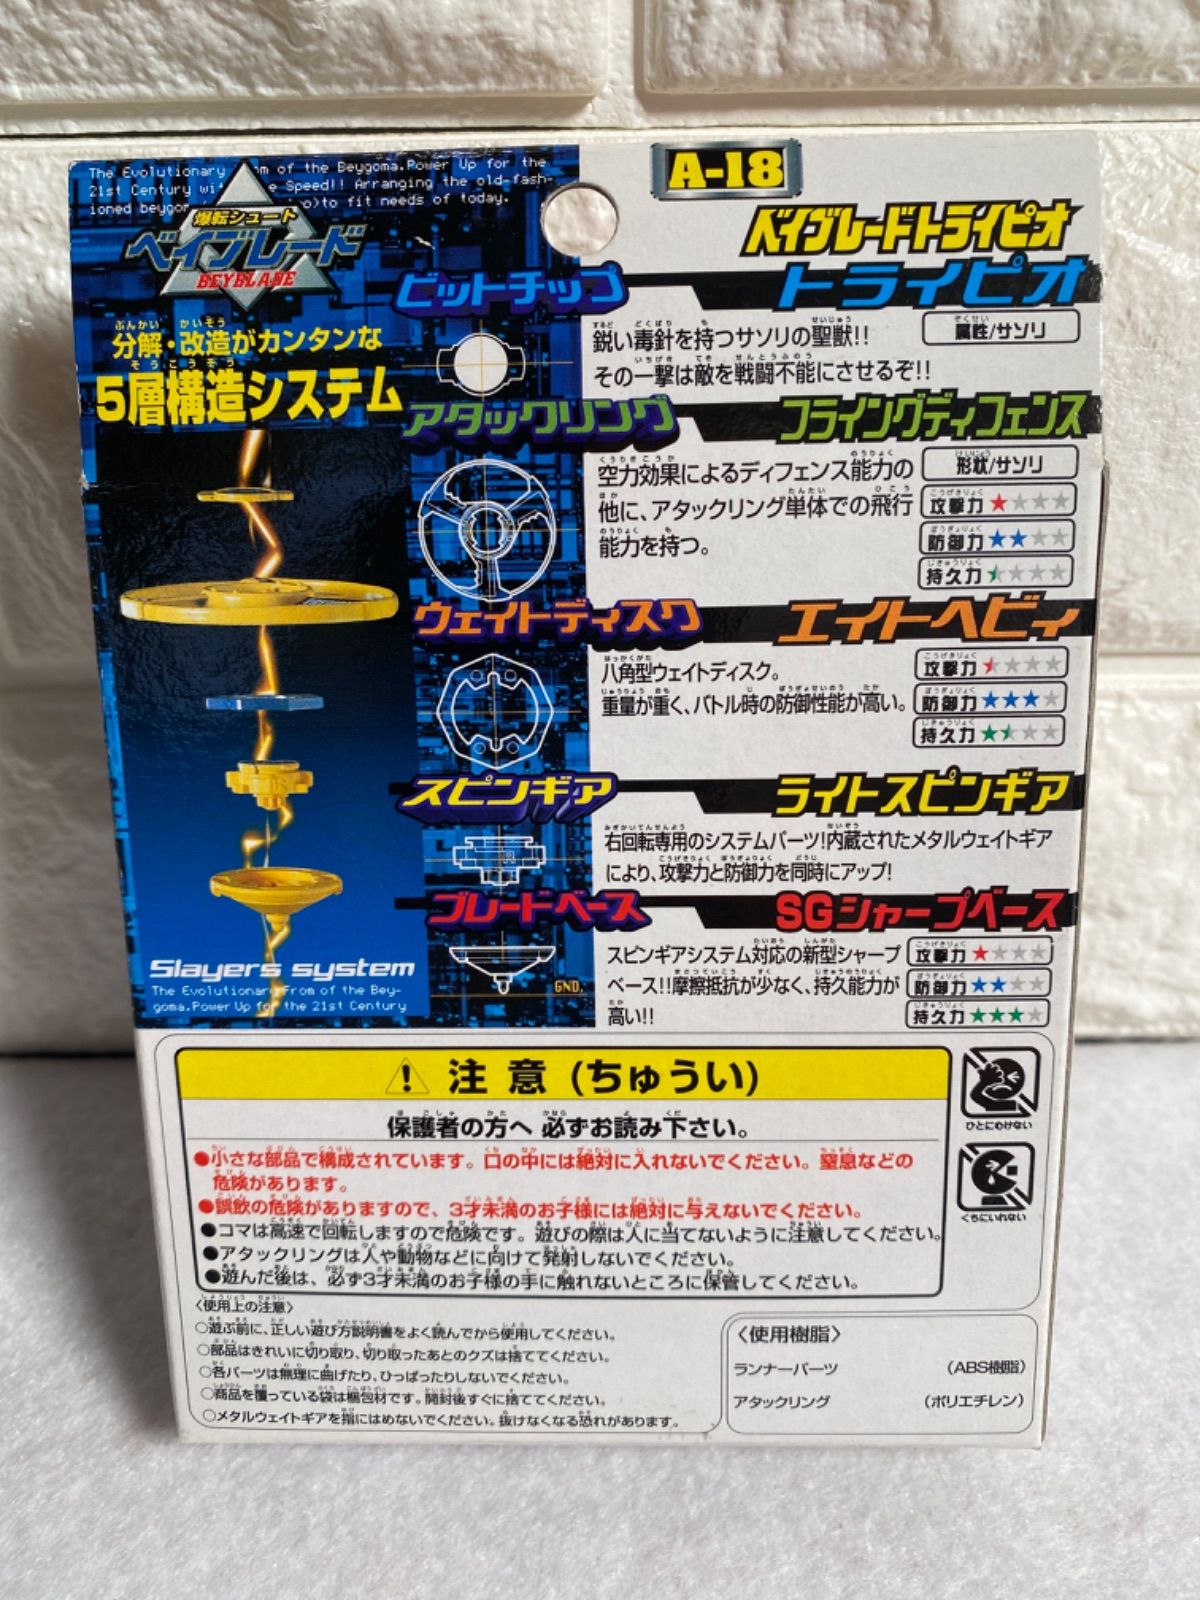 The Evolutionary From of the Beygoma.Power Up for the
21st Century Speed!! Arranging the old-fash-
ioned beygoma to fit needs of today.
爆転シュート
ベイブレード
BEYBLADE
分解・改造がカンタンな
5層構造システム
Slayers system
The Evolutionary From of the Bey-
goma.Power Up for the 21st Century
A-18
ベイブレードトライピオ
ビットチップ
トライピオ
鋭い毒針を持つサソリの聖獣!!
その一撃は敵を戦闘不能にさせるぞ!!
属性/サソリ
アタックリング
フライングディフェンス
空力効果によるディフェンス能力の
他に、アタックリング単体での飛行
能力を持つ。
形状/サソリ
攻撃力 ★★★★
防御力 ★★★★
持久力 ★★★★
ウェイトディスク
エイトヘビィ
八角型ウェイトディスク。
重量が重く、バトル時の防御性能が高い。
攻撃力 ★★★★
防御力 ★★★★
持久力 ★★★★
スピンギア
ライトスピンギア
右回転専用のシステムパーツ!内蔵されたメタルウェイトギア
により、攻撃力と防御力を同時にアップ!
R
ブレードベース
SGシャープベース
スピンギアシステム対応の新型シャープ
ベース!!摩擦抵抗が少なく、持久能力が
高い!!
攻撃力 ★★★★
防御力 ★★★★
持久力 ★★★★
GND.
注意(ちゅうい)
保護者の方へ 必ずお読み下さい。
●小さな部品で構成されています。口の中には絶対に入れないでください。窒息などの
危険があります。
●誤飲の危険がありますので、3才未満のお子様には絶対に与えないでください。
●コマは高速で回転しますので危険です。遊びの際は人に当てないように注意してください。
●アタックリングは人や動物などに向けて発射しないでください。
●遊んだ後は、必ず3才未満のお子様の手に触れないところに保管してください。
ひとにむけない
くちにいれない
〈使用上の注意〉
○遊ぶ前に、正しい遊び方説明書をよく読んでから使用してください。
○部品はきれいに切り取り、切り取ったあとのクズは捨ててください。
○各パーツは無理に曲げたり、ひっぱったりしないでください。
○商品を覆っている袋は梱包材です。開封後すぐに捨ててください。
○メタルウェイトギアを指にはめないでください。抜けなくなる恐れがあります。
〈使用樹脂〉
ランナーパーツ (ABS樹脂)
アタックリング (ポリエチレン)